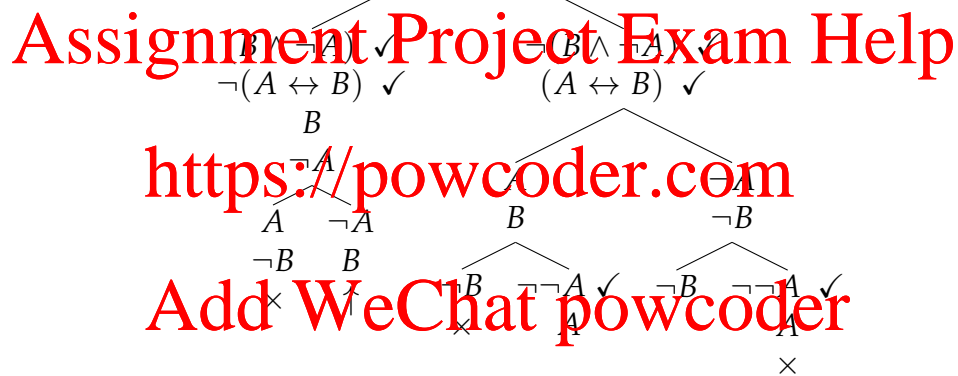 Assignment Project Exam Help
B ∧ ¬A) ✓ ¬(B ∧ ¬A) ✓
¬(A ↔ B) ✓ (A ↔ B) ✓
B
¬A A ¬A
https://powcoder.com
A ¬A B ¬B
¬B B ¬B ¬¬A ✓ ¬B ¬¬A ✓
Add WeChat powcoder
× ↑ × A A
×